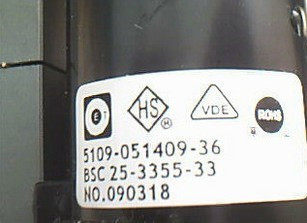 HS
®
VDE
ROHS
5109-051409-36
BSC 25-3355-33
NO.090318